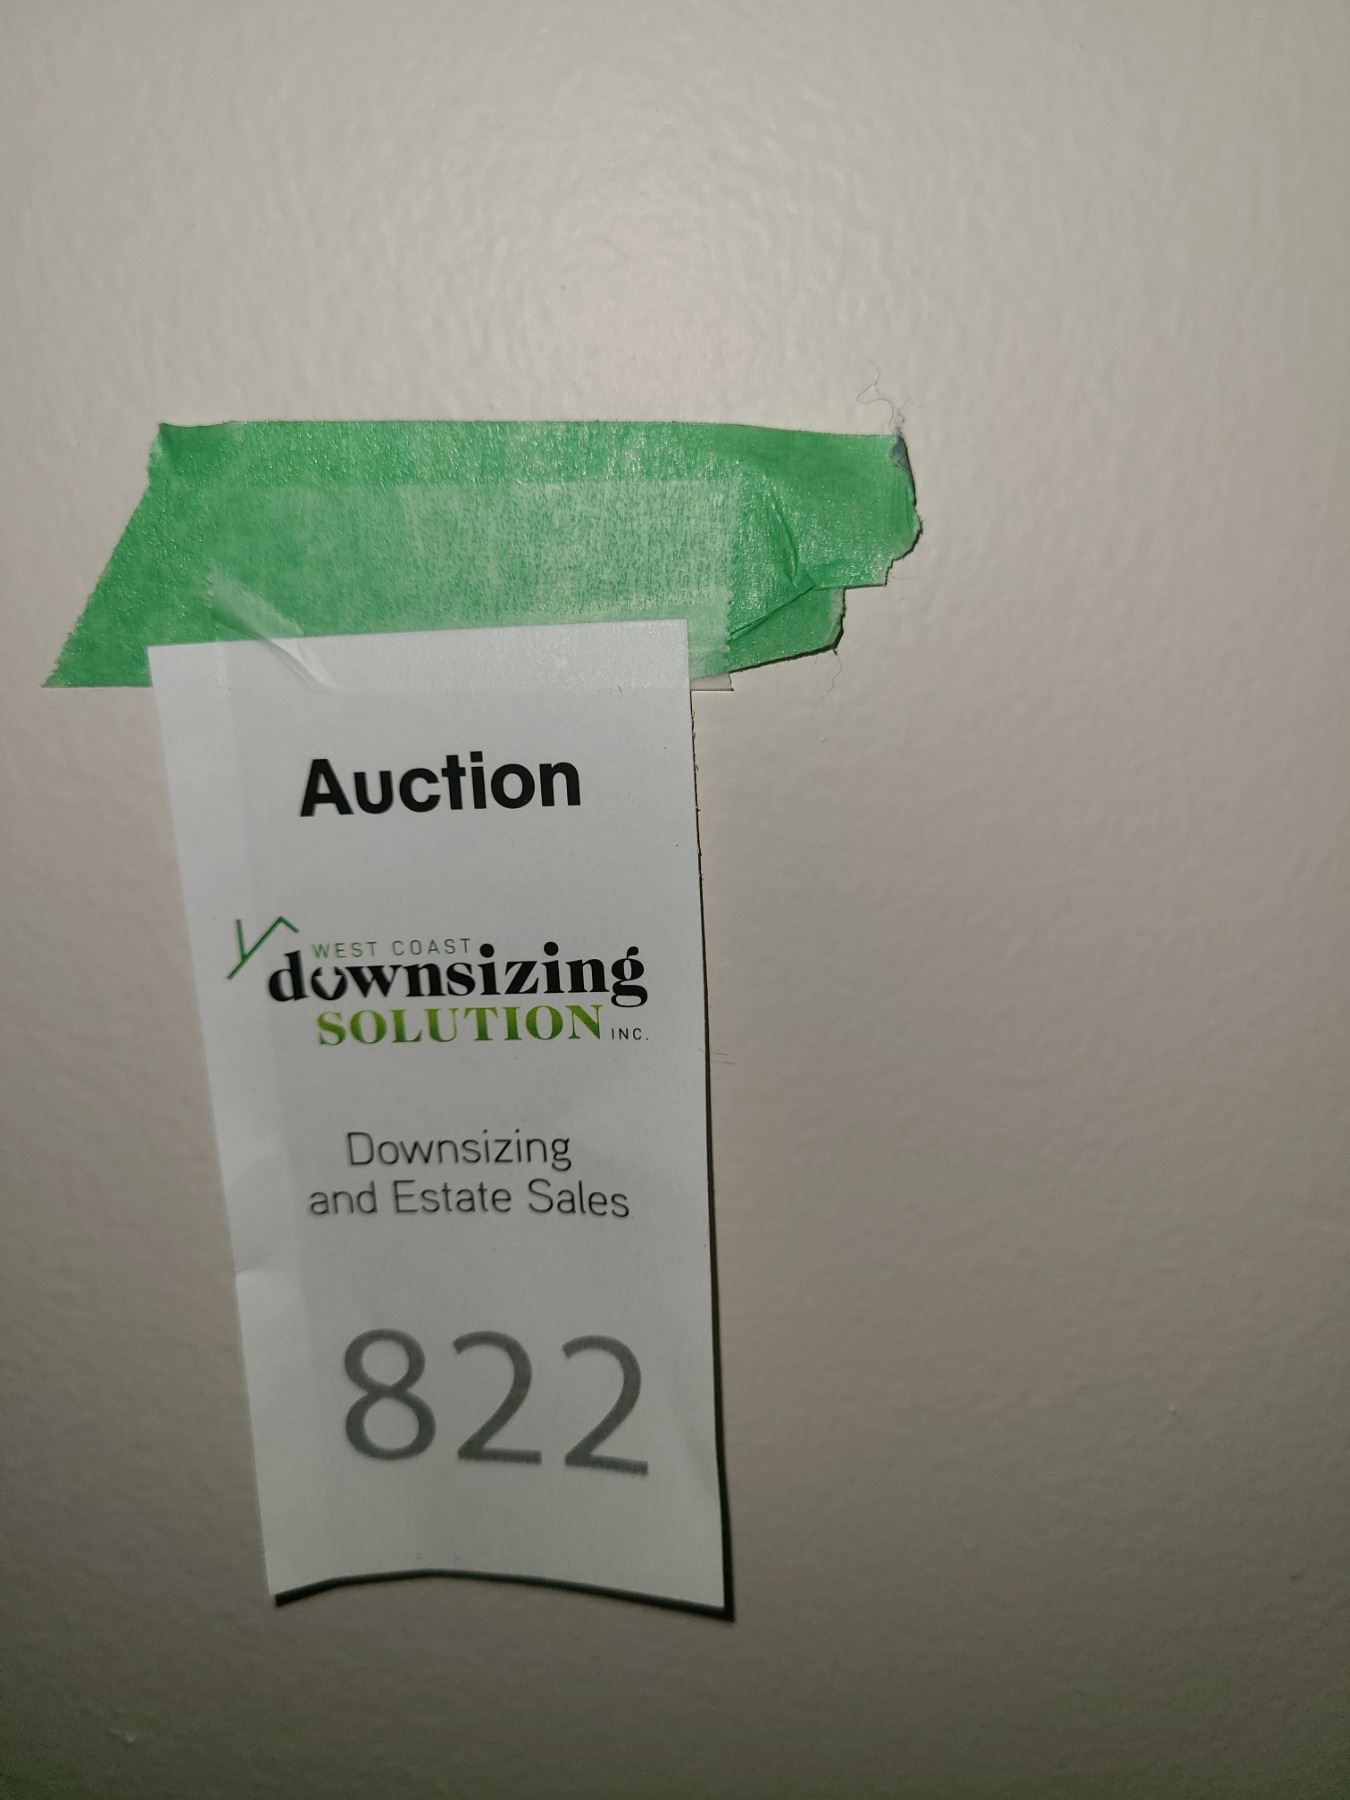 Auction
WEST COAST
downsizing
SOLUTION INC.
Downsizing
and Estate Sales
822